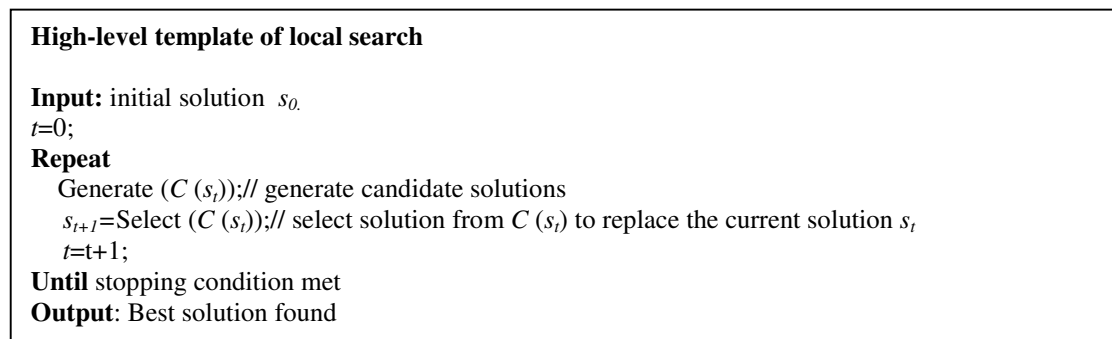 High-level template of local search
Input: initial solution s0.
t=0;
Repeat
Generate (C (st));// generate candidate solutions
st+1=Select (C (st));// select solution from C (st) to replace the current solution st
t=t+1;
Until stopping condition met
Output: Best solution found